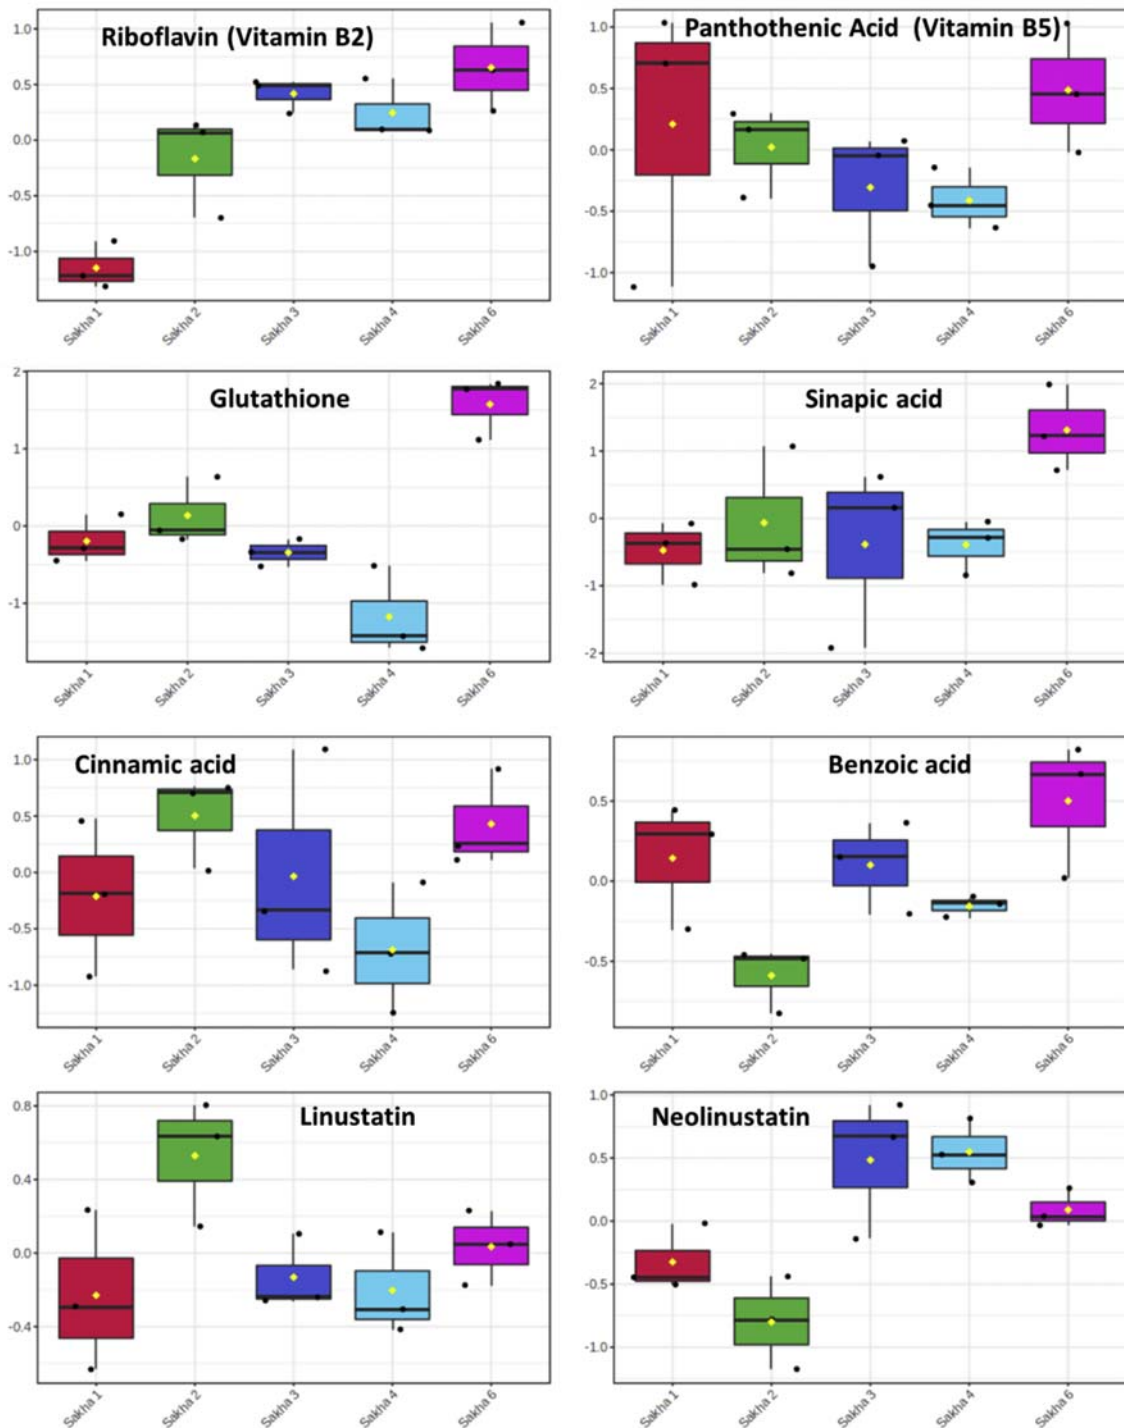 Riboflavin (Vitamin B2)
1.0
0.5
0.0
-0.5
-1.0
Sakha 1
Sakha 2
Sakha 3
Sakha 4
Sakha 6
Panthothenic Acid (Vitamin B5)
1.0
0.5
0.0
-0.5
-1.0
Sakha 1
Sakha 2
Sakha 3
Sakha 4
Sakha 6
Glutathione
2
1
0
-1
Sakha 1
Sakha 2
Sakha 3
Sakha 4
Sakha 6
Sinapic acid
2
1
0
-1
-2
Sakha 1
Sakha 2
Sakha 3
Sakha 4
Sakha 6
Cinnamic acid
1.0
0.5
0.0
-0.5
-1.0
Sakha 1
Sakha 2
Sakha 3
Sakha 4
Sakha 6
Benzoic acid
0.5
0.0
-0.5
Sakha 1
Sakha 2
Sakha 3
Sakha 4
Sakha 6
Linustatin
0.8
0.4
0.0
-0.4
Sakha 1
Sakha 2
Sakha 3
Sakha 4
Sakha 6
Neolinustatin
1.0
0.5
0.0
-0.5
-1.0
Sakha 1
Sakha 2
Sakha 3
Sakha 4
Sakha 6